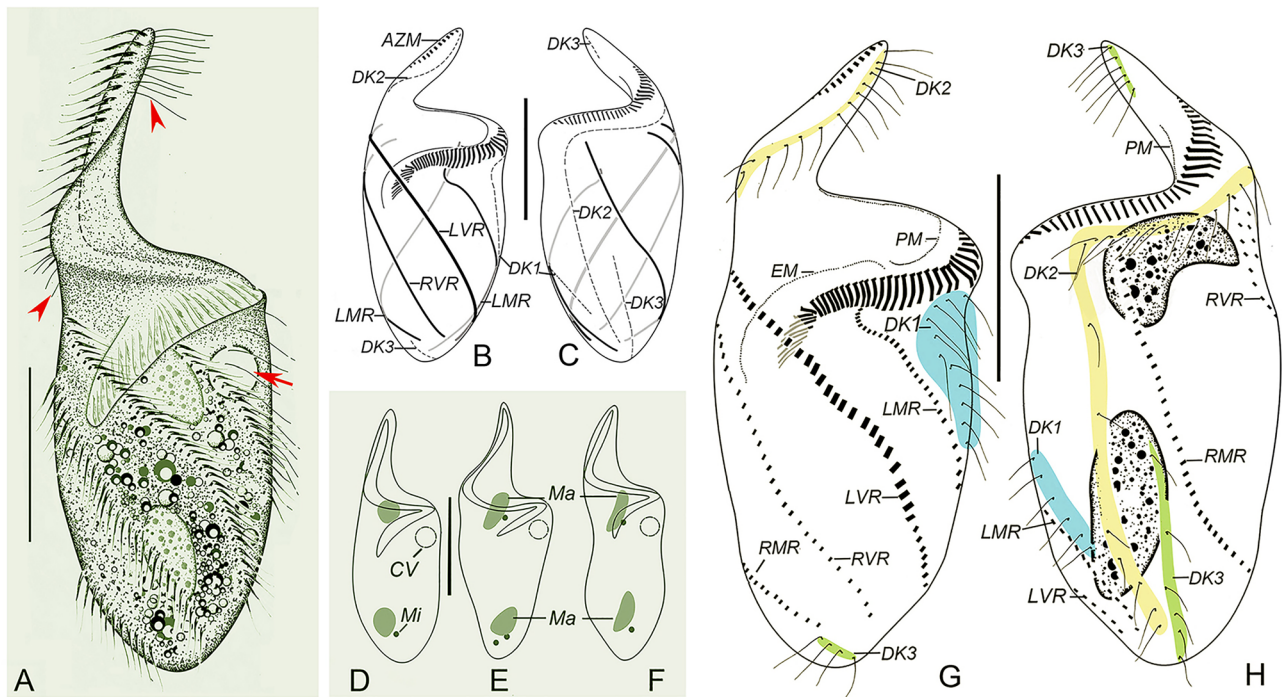 A
AZM
DK2
LVR
RVR
DK1
LMR
LMR
DK3
B
DK3
DK2
DK3
C
Ma
CV
Mi
Ma
D
E
F
DK2
PM
EM
DK1
LMR
LVR
RMR
RVR
DK3
G
DK3
PM
DK2
RVR
DK1
RMR
LMR
DK3
LVR
H